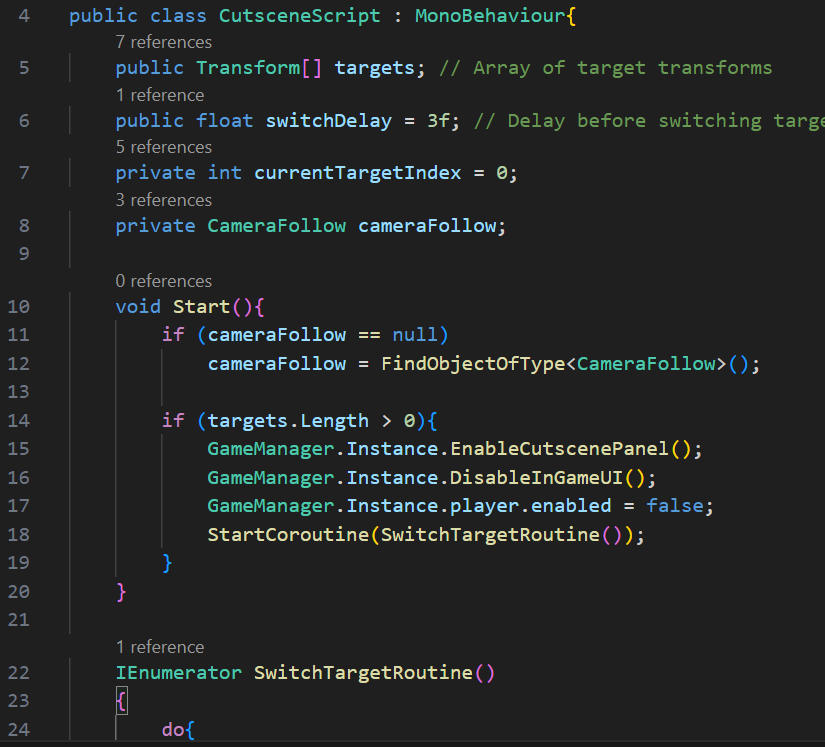 4 public class CutsceneScript : MonoBehaviour{
7 references
5 public Transform[] targets; // Array of target transforms
1 reference
6 public float switchDelay = 3f; // Delay before switching
5 references
7 private int currentTargetIndex = 0;
3 references
8 private CameraFollow cameraFollow;
9
0 references
10 void Start(){
11 if (cameraFollow == null)
12 cameraFollow = FindObjectOfType<CameraFollow>();
13
14 if (targets.Length > 0){
15 GameManager.Instance.EnableCutscenePanel();
16 GameManager.Instance.DisableInGameUI();
17 GameManager.Instance.player.enabled = false;
18 StartCoroutine(SwitchTargetRoutine());
19 }
20 }
21
1 reference
22 IEnumerator SwitchTargetRoutine()
23 {
24 do{